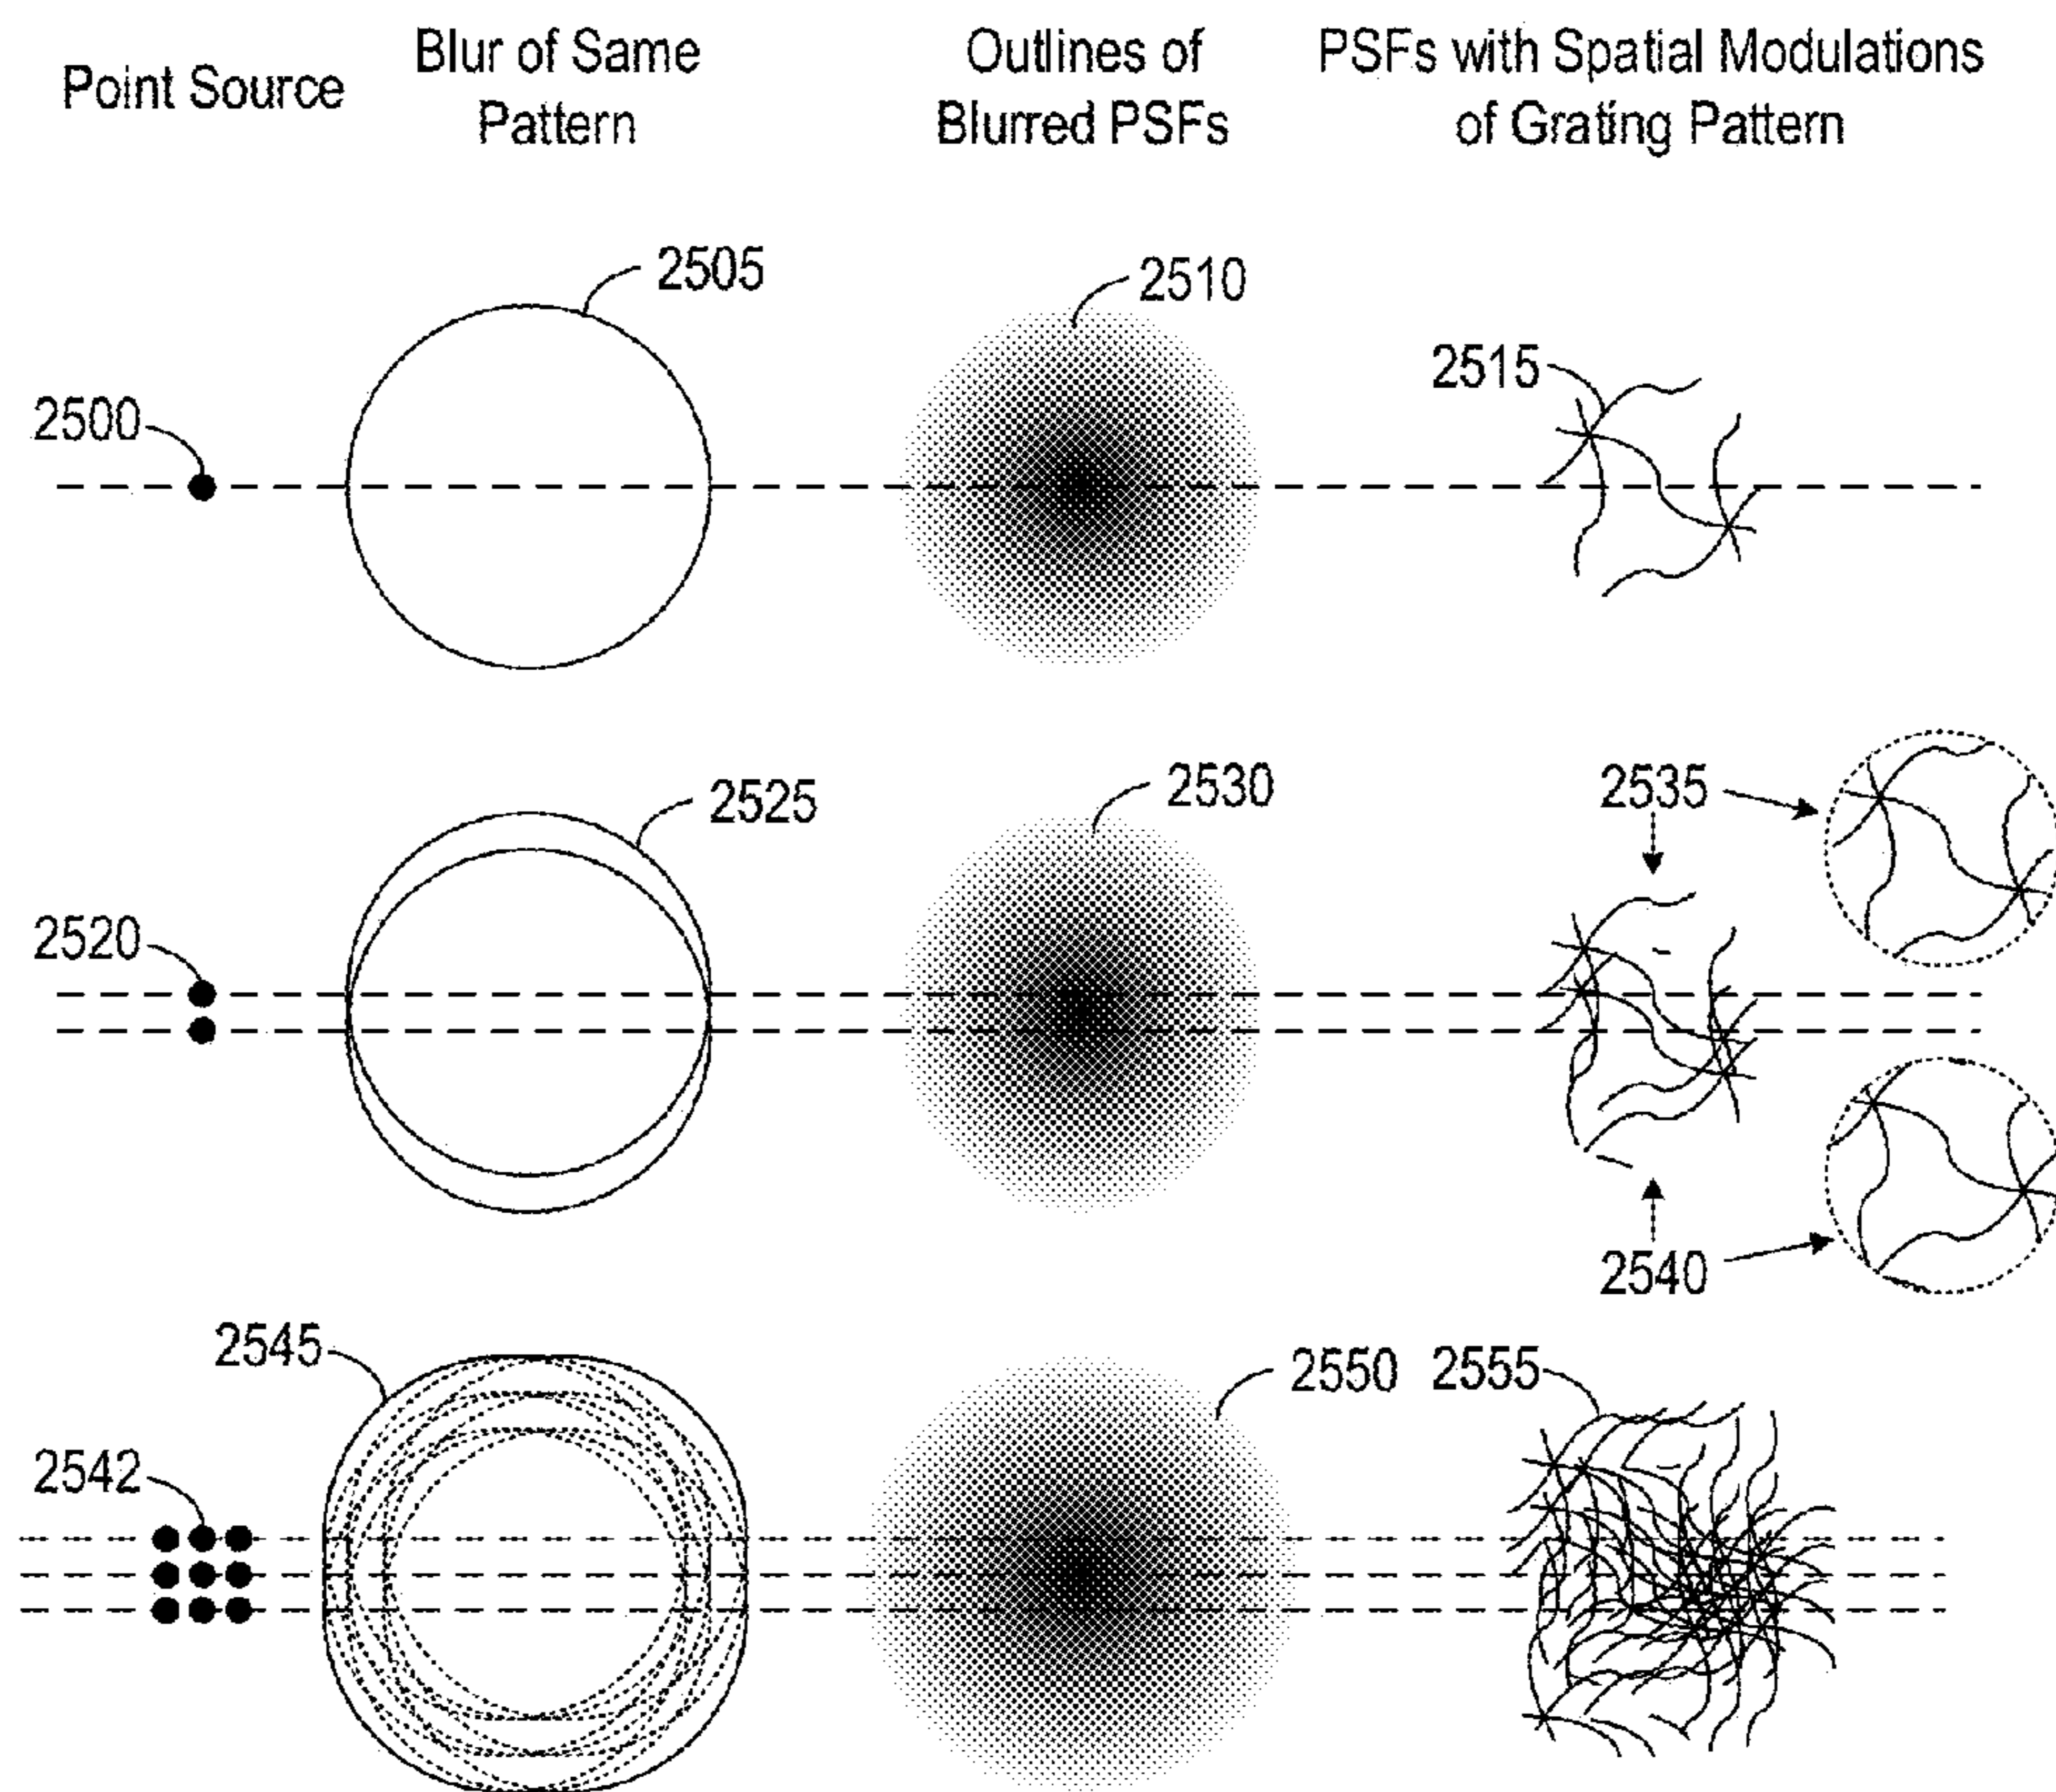 Point Source
Blur of Same
Pattern
Outlines of
Blurred PSFs
PSFs with Spatial Modulations
of Grating Pattern
2500
2505
2510
2515
2520
2525
2530
2535
2540
2542
2545
2550
2555